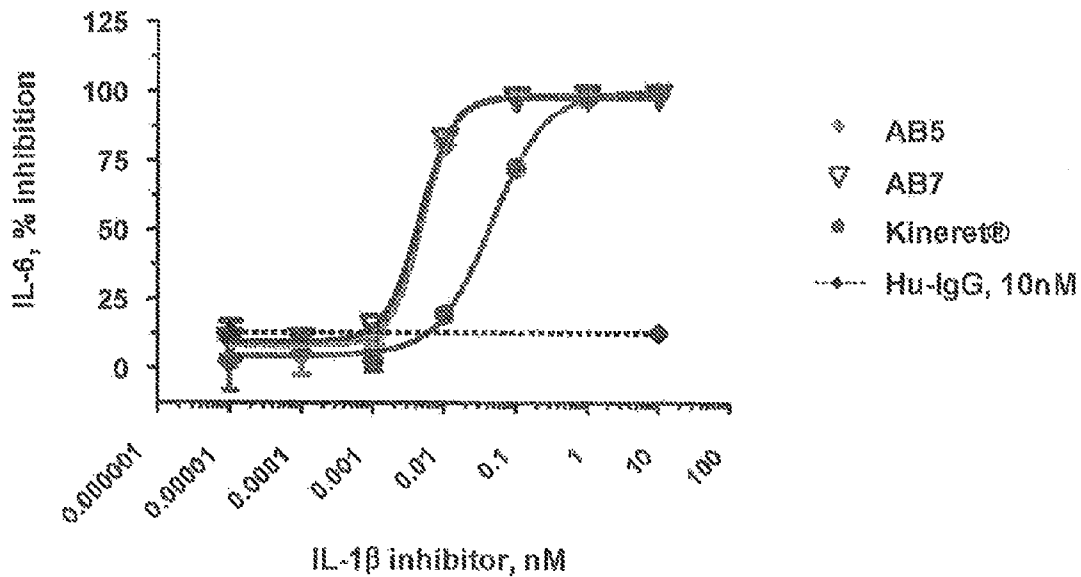 IL-6, % inhibition
125
100
75
50
25
0
0.000001
0.00001
0.0001
0.001
0.01
0.1
1
10
100
IL-1β inhibitor, nM
AB5
AB7
Kineret®
Hu-IgG, 10nM